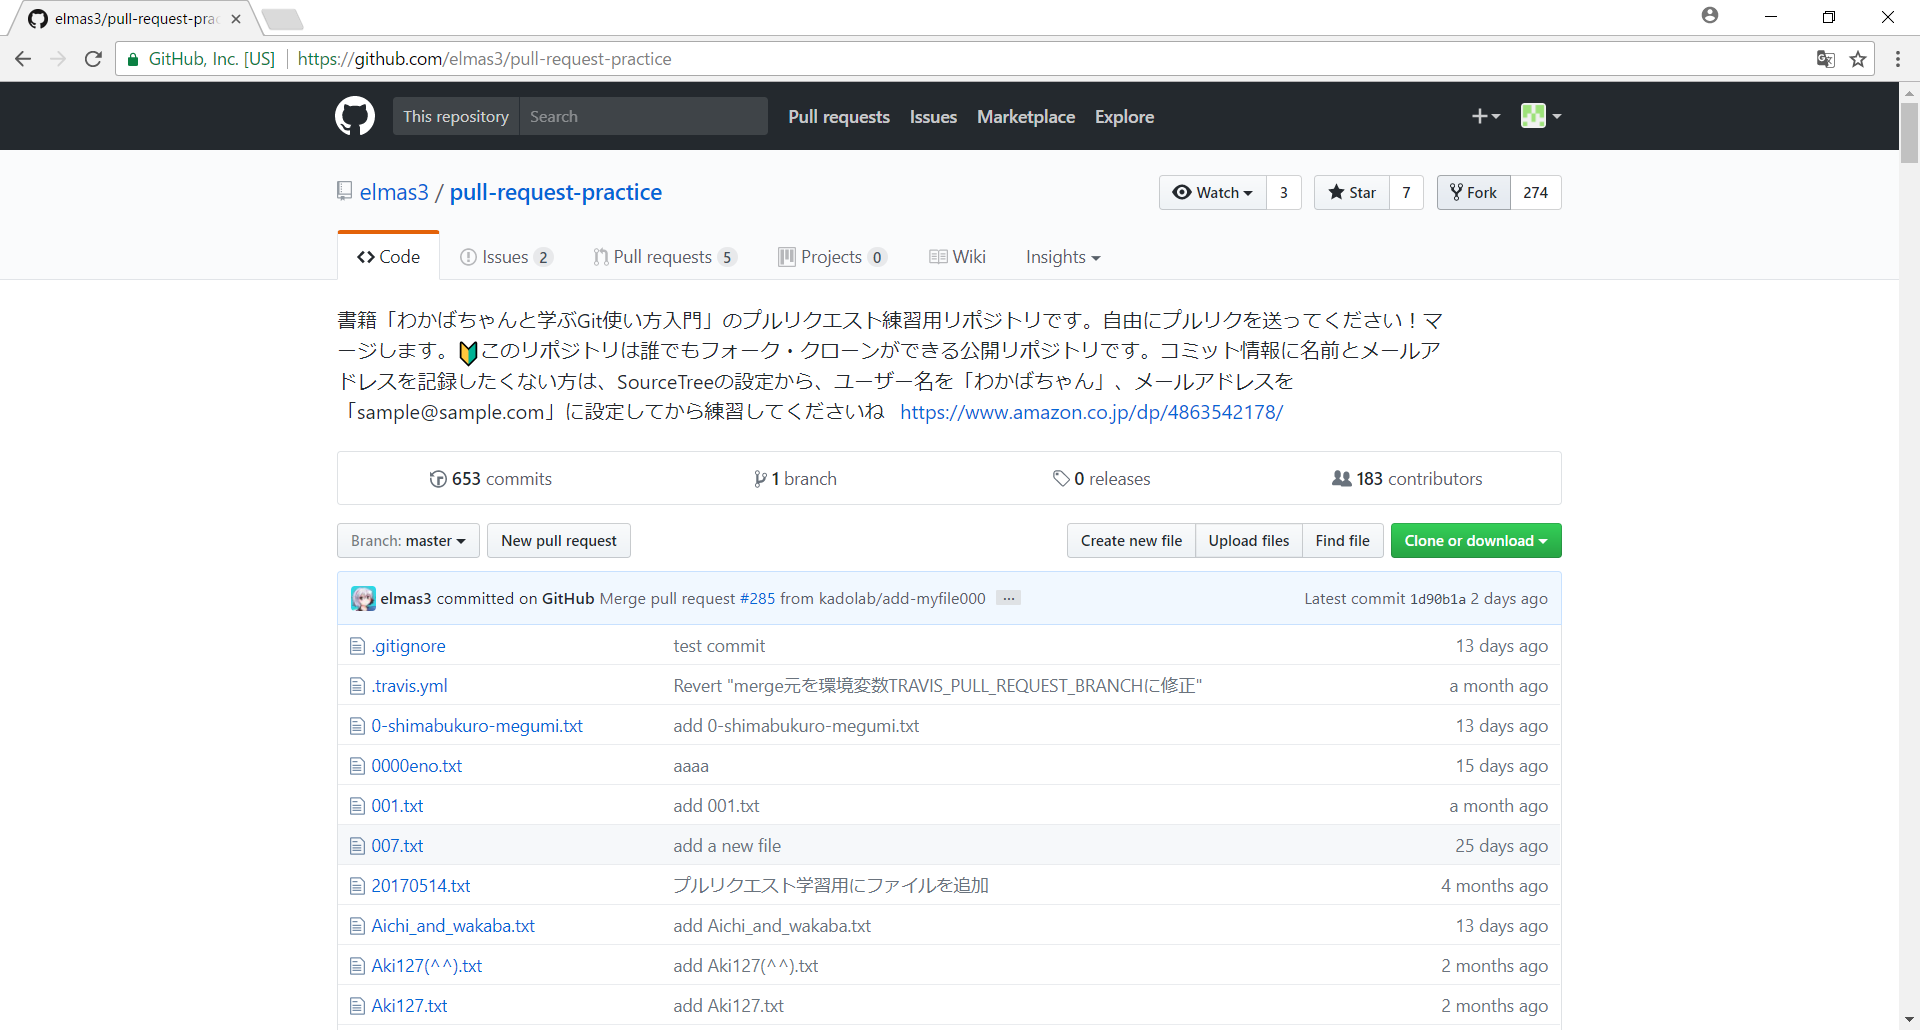 elmas3/pull-request-prac
GitHub, Inc. [US] https://github.com/elmas3/pull-request-practice
This repository Search Pull requests Issues Marketplace Explore
elmas3 / pull-request-practice Watch 3 Star 7 Fork 274
Code Issues 2 Pull requests 5 Projects 0 Wiki Insights
書籍「わかばちゃんと学ぶGit使い方入門」のプルリクエスト練習用リポジトリです。自由にプルリクを送ってください！マ
ージします。🔰このリポジトリは誰でもフォーク・クローンができる公開リポジトリです。コミット情報に名前とメールア
ドレスを記録したくない方は、SourceTreeの設定から、ユーザー名を「わかばちゃん」、メールアドレスを
「sample@sample.com」に設定してから練習してくださいね https://www.amazon.co.jp/dp/4863542178/
653 commits 1 branch 0 releases 183 contributors
Branch: master New pull request Create new file Upload files Find file Clone or download
elmas3 committed on GitHub Merge pull request #285 from kadolab/add-myfile000 ... Latest commit 1d90b1a 2 days ago
.gitignore test commit 13 days ago
.travis.yml Revert "merge元を環境変数TRAVIS_PULL_REQUEST_BRANCHに修正" a month ago
0-shimabukuro-megumi.txt add 0-shimabukuro-megumi.txt 13 days ago
0000eno.txt aaaa 15 days ago
001.txt add 001.txt a month ago
007.txt add a new file 25 days ago
20170514.txt プルリクエスト学習用にファイルを追加 4 months ago
Aichi_and_wakaba.txt add Aichi_and_wakaba.txt 13 days ago
Aki127(^^).txt add Aki127(^^).txt 2 months ago
Aki127.txt add Aki127.txt 2 months ago